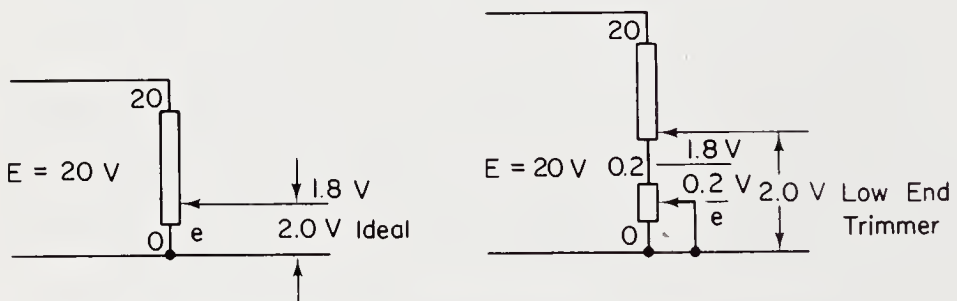 20
E = 20 V
1.8 V
2.0 V Ideal
0
e
20
E = 20 V
0.2
1.8 V
0.2 V
e
2.0 V Low End
Trimmer
0